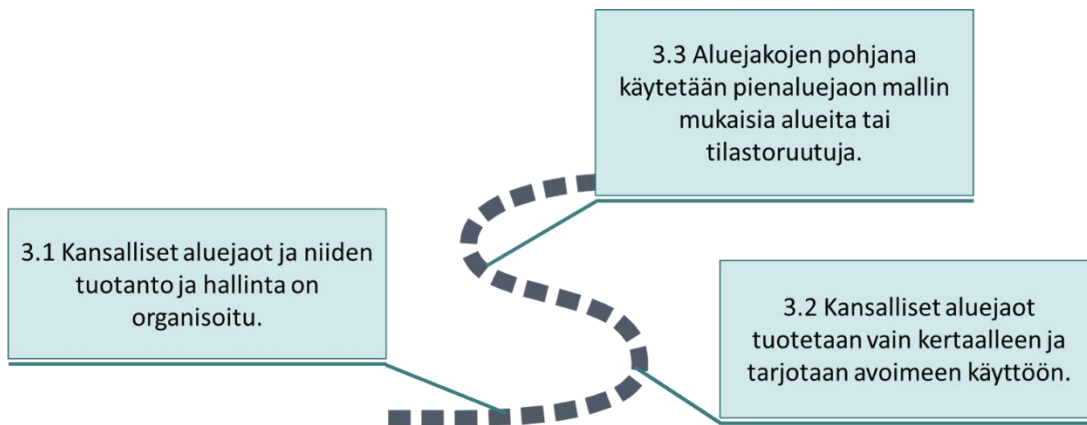 3.3 Aluejakojen pohjana
käytetään pienaluejaon mallin
mukaisia alueita tai
tilastoruutuja.
3.1 Kansalliset aluejaot ja niiden
tuotanto ja hallinta on
organisoitu.
3.2 Kansalliset aluejaot
tuotetaan vain kertaalleen ja
tarjotaan avoimeen käyttöön.